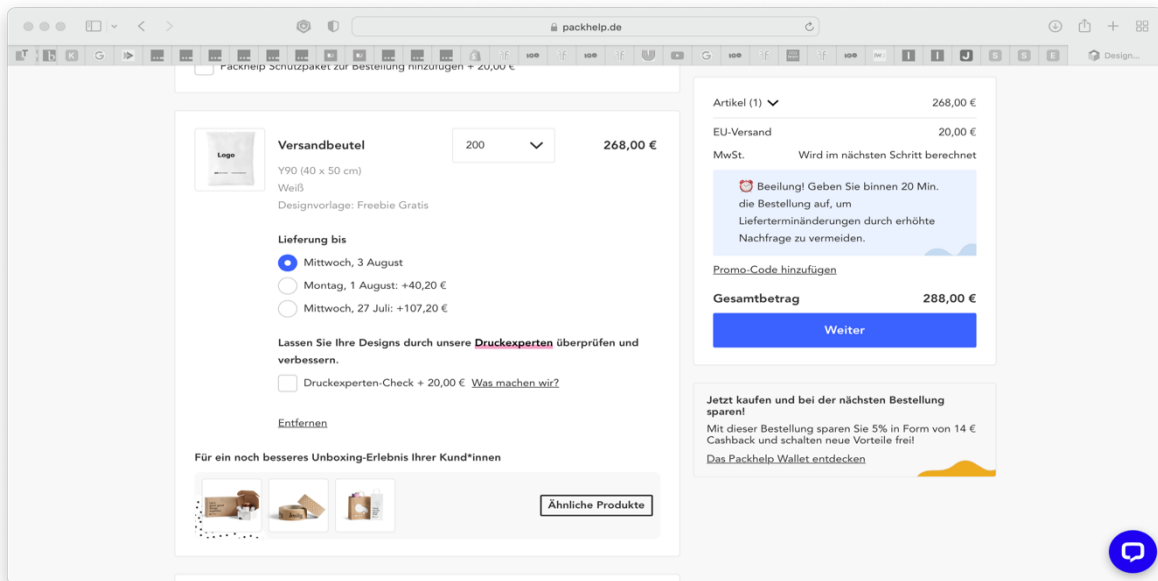 packhelp.de
Design...
Packhelp Schutzpaket zur Bestellung hinzufügen + 20,00 €
Logo
Versandbeutel
200
268,00 €
Y90 (40 x 50 cm)
Weiß
Designvorlage: Freebie Gratis
Lieferung bis
Mittwoch, 3 August
Montag, 1 August: +40,20 €
Mittwoch, 27 Juli: +107,20 €
Lassen Sie Ihre Designs durch unsere Druckexperten überprüfen und
verbessern.
Druckexperten-Check + 20,00 € Was machen wir?
Entfernen
Für ein noch besseres Unboxing-Erlebnis Ihrer Kund*innen
Ähnliche Produkte
Artikel (1) 268,00 €
EU-Versand 20,00 €
MwSt. Wird im nächsten Schritt berechnet
Beeilung! Geben Sie binnen 20 Min.
die Bestellung auf, um
Lieferterminänderungen durch erhöhte
Nachfrage zu vermeiden.
Promo-Code hinzufügen
Gesamtbetrag 288,00 €
Weiter
Jetzt kaufen und bei der nächsten Bestellung
sparen!
Mit dieser Bestellung sparen Sie 5% in Form von 14 €
Cashback und schalten neue Vorteile frei!
Das Packhelp Wallet entdecken